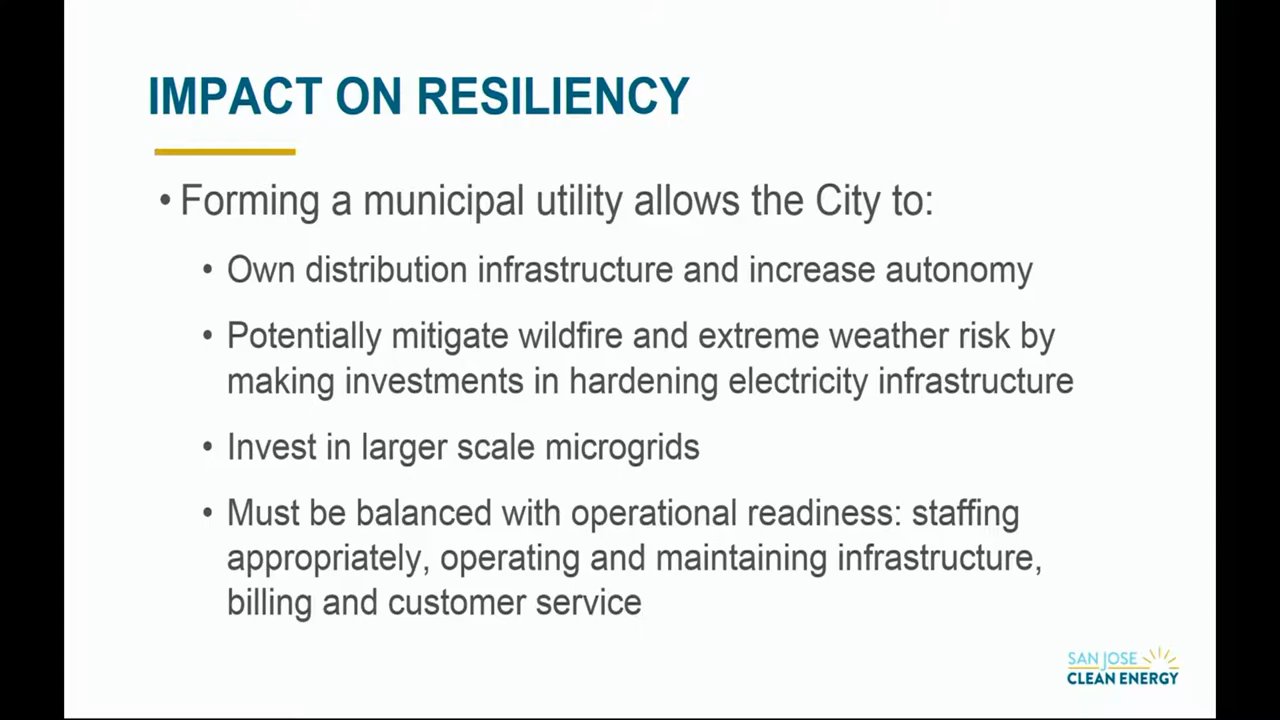 IMPACT ON RESILIENCY
• Forming a municipal utility allows the City to:
• Own distribution infrastructure and increase autonomy
• Potentially mitigate wildfire and extreme weather risk by
making investments in hardening electricity infrastructure
• Invest in larger scale microgrids
• Must be balanced with operational readiness: staffing
appropriately, operating and maintaining infrastructure,
billing and customer service
SAN JOSE
CLEAN ENERGY